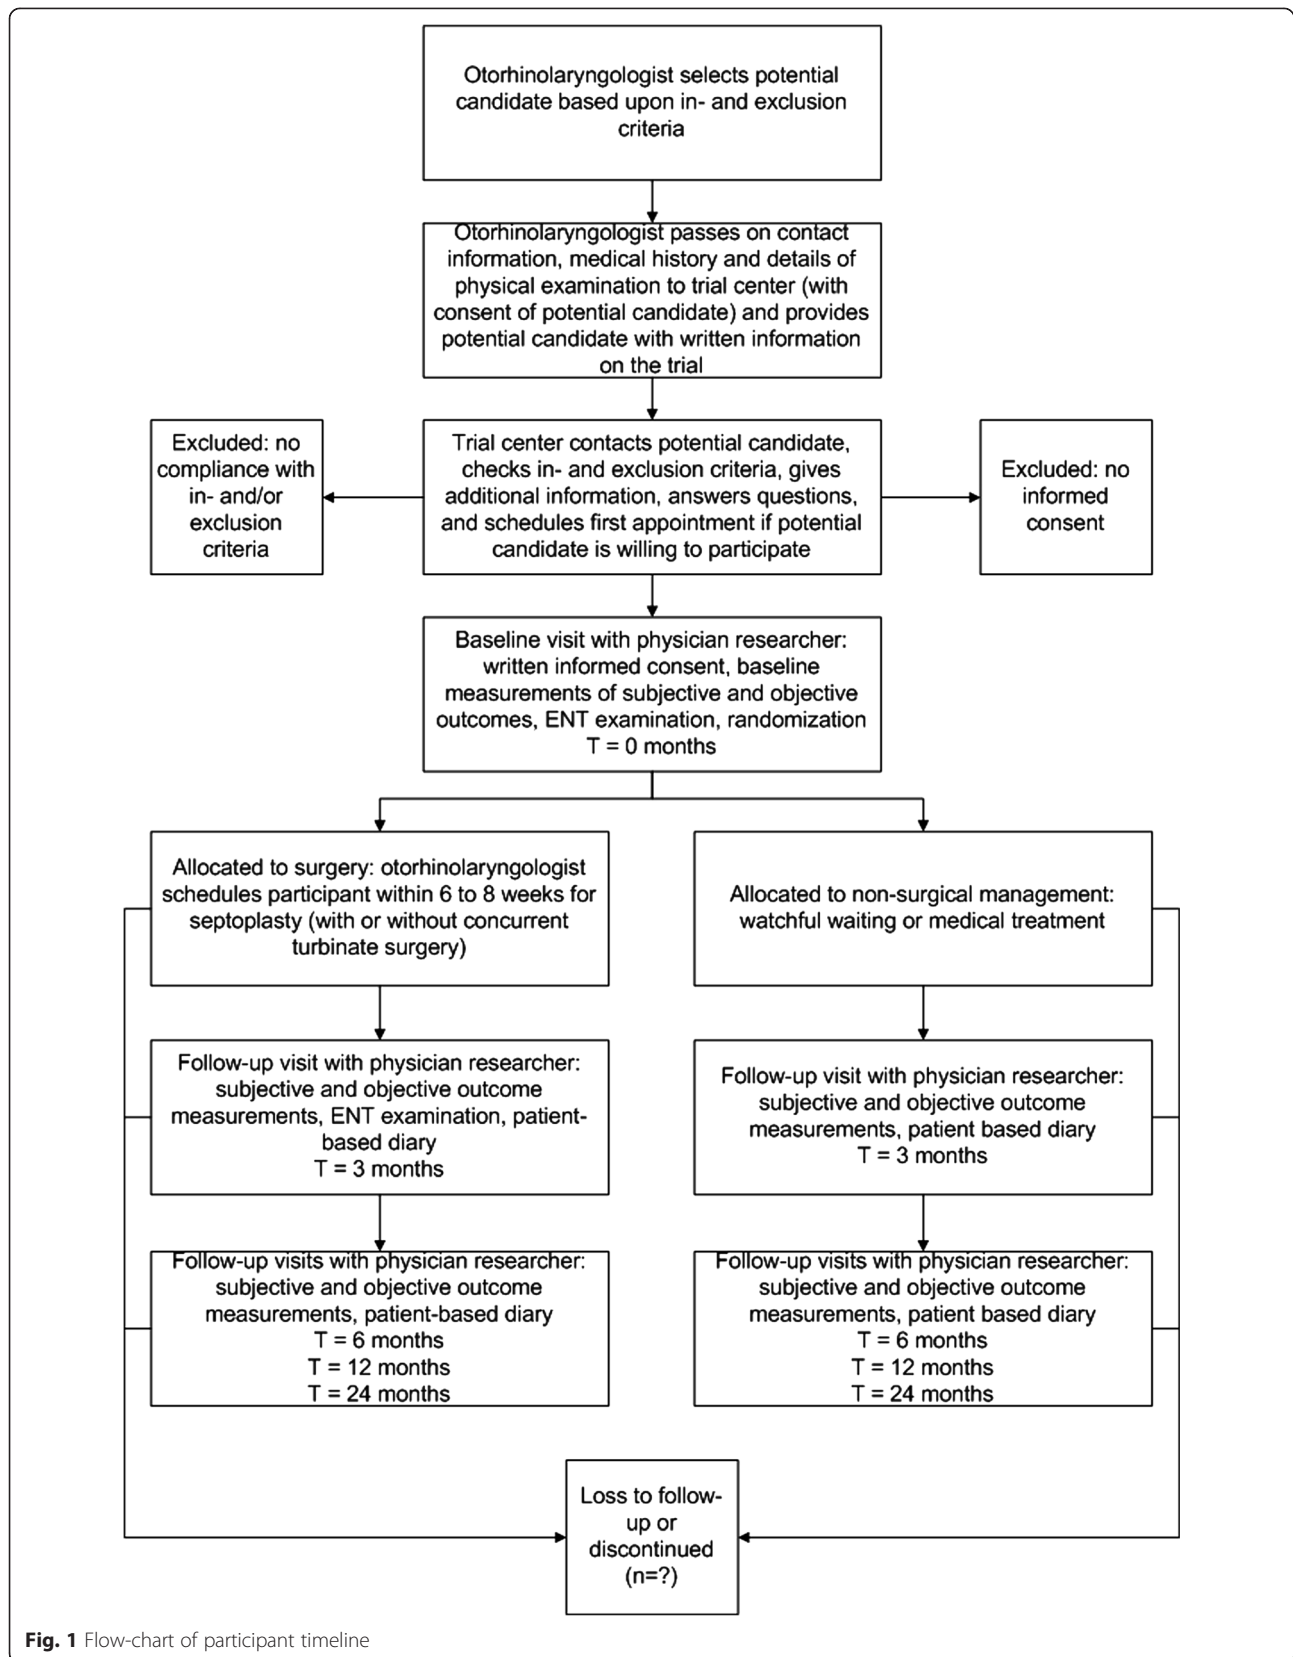 Otorhinolaryngologist selects potential
candidate based upon in- and exclusion
criteria
Otorhinolaryngologist passes on contact
information, medical history and details of
physical examination to trial center (with
consent of potential candidate) and provides
potential candidate with written information
on the trial
Excluded: no
compliance with
in- and/or
exclusion
criteria
Trial center contacts potential candidate,
checks in- and exclusion criteria, gives
additional information, answers questions,
and schedules first appointment if potential
candidate is willing to participate
Excluded: no
informed
consent
Baseline visit with physician researcher:
written informed consent, baseline
measurements of subjective and objective
outcomes, ENT examination, randomization
T = 0 months
Allocated to surgery: otorhinolaryngologist
schedules participant within 6 to 8 weeks for
septoplasty (with or without concurrent
turbinate surgery)
Allocated to non-surgical management:
watchful waiting or medical treatment
Follow-up visit with physician researcher:
subjective and objective outcome
measurements, ENT examination, patient-
based diary
T = 3 months
Follow-up visit with physician researcher:
subjective and objective outcome
measurements, patient based diary
T = 3 months
Follow-up visits with physician researcher:
subjective and objective outcome
measurements, patient-based diary
T = 6 months
T = 12 months
T = 24 months
Follow-up visits with physician researcher:
subjective and objective outcome
measurements, patient based diary
T = 6 months
T = 12 months
T = 24 months
Loss to follow-
up or
discontinued
(n=?)
Fig. 1 Flow-chart of participant timeline